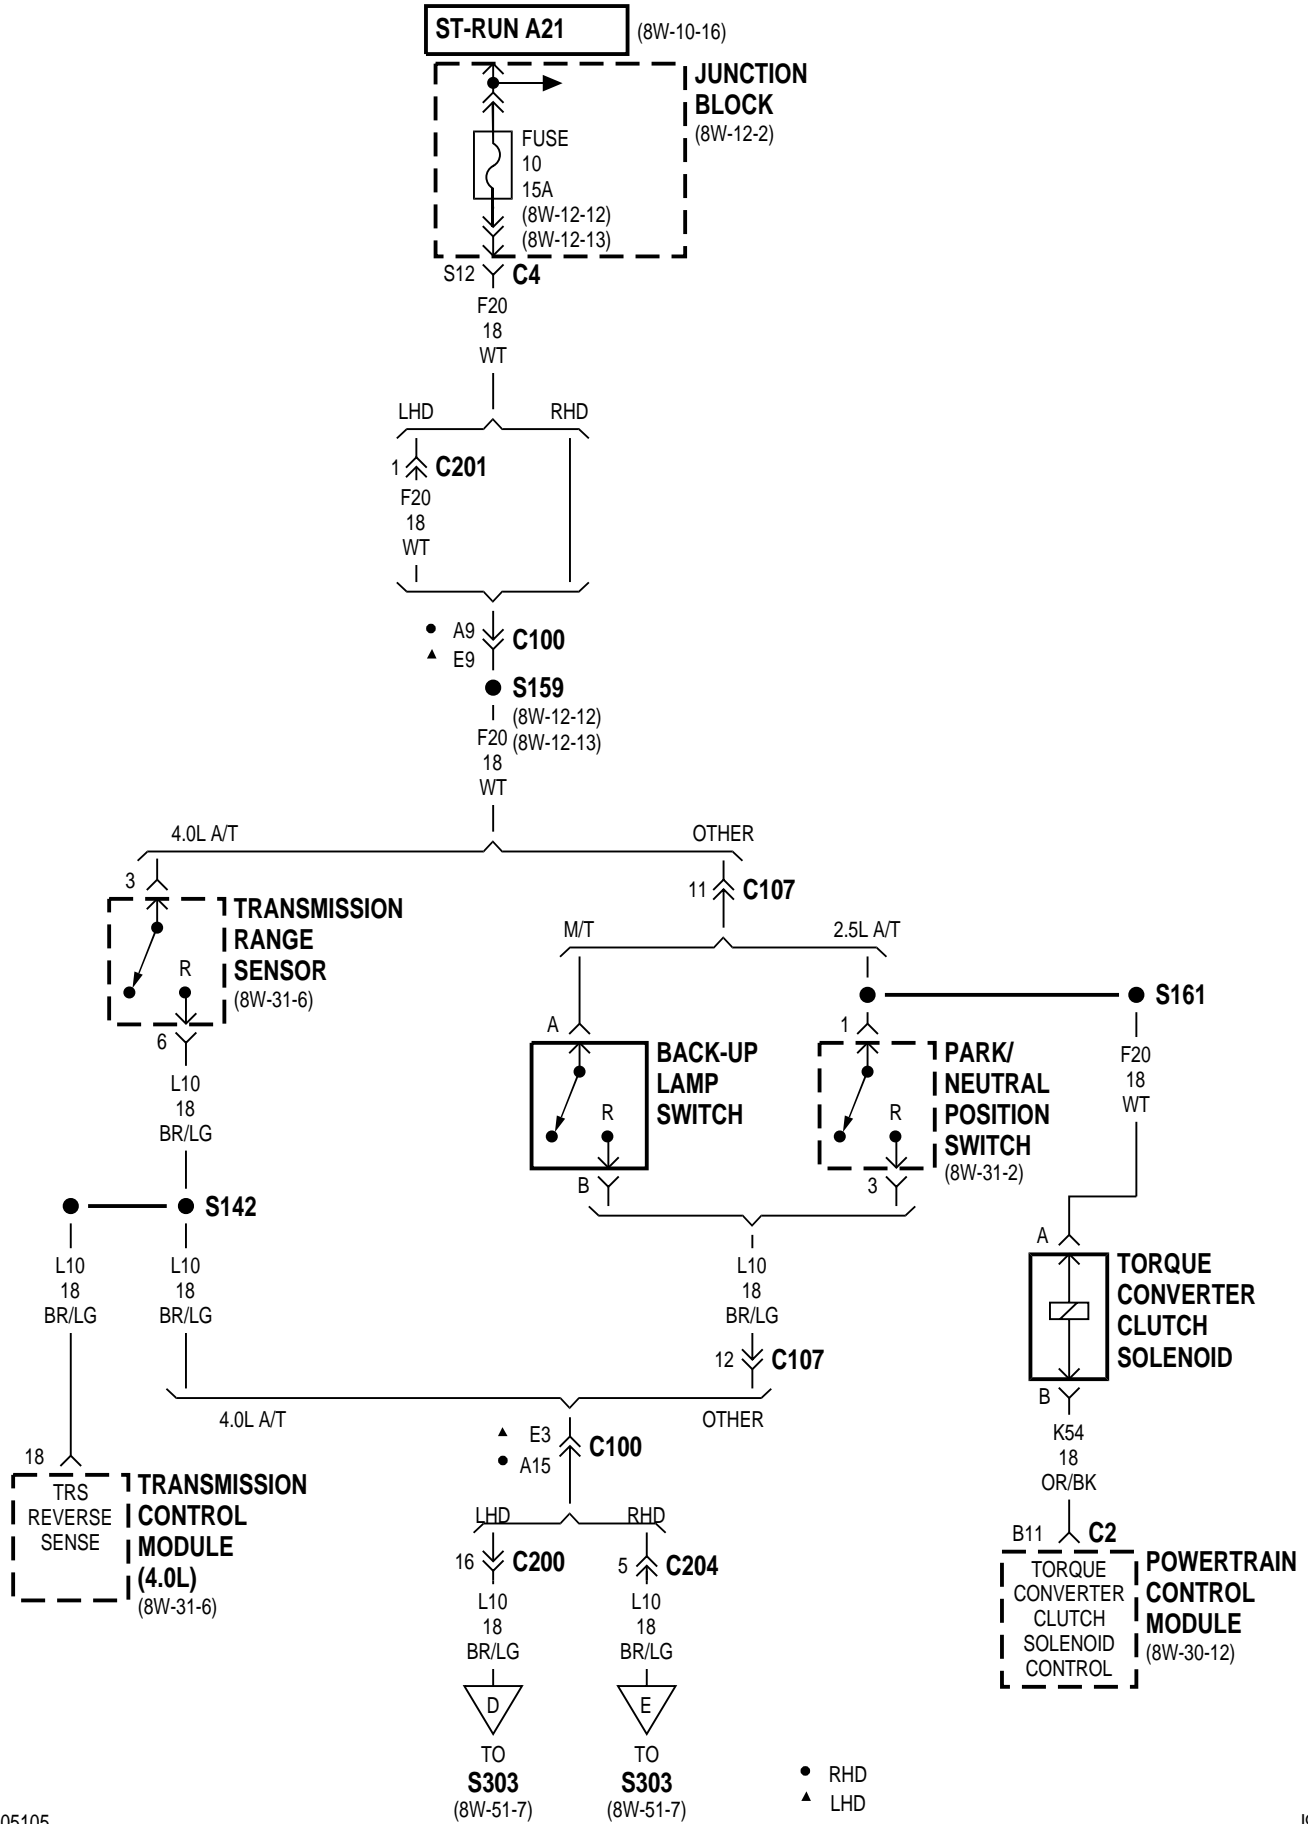 ST-RUN A21
(8W-10-16)
JUNCTION
BLOCK
(8W-12-2)
FUSE
10
15A
(8W-12-12)
(8W-12-13)
S12
C4
F20
18
WT
LHD
RHD
1
C201
F20
18
WT
A9
E9
C100
S159
(8W-12-12)
(8W-12-13)
F20
18
WT
4.0L A/T
OTHER
3
TRANSMISSION
RANGE
SENSOR
(8W-31-6)
R
6
L10
18
BR/LG
S142
L10
18
BR/LG
L10
18
BR/LG
11
C107
M/T
2.5L A/T
S161
A
BACK-UP
LAMP
SWITCH
R
B
1
PARK/
NEUTRAL
POSITION
SWITCH
(8W-31-2)
R
3
F20
18
WT
L10
18
BR/LG
12
C107
A
TORQUE
CONVERTER
CLUTCH
SOLENOID
B
K54
18
OR/BK
4.0L A/T
OTHER
E3
A15
C100
18
TRS
REVERSE
SENSE
TRANSMISSION
CONTROL
MODULE
(4.0L)
(8W-31-6)
LHD
RHD
16
C200
5
C204
L10
18
BR/LG
L10
18
BR/LG
B11
C2
TORQUE
CONVERTER
CLUTCH
SOLENOID
CONTROL
POWERTRAIN
CONTROL
MODULE
(8W-30-12)
D
E
TO
S303
(8W-51-7)
TO
S303
(8W-51-7)
RHD
LHD